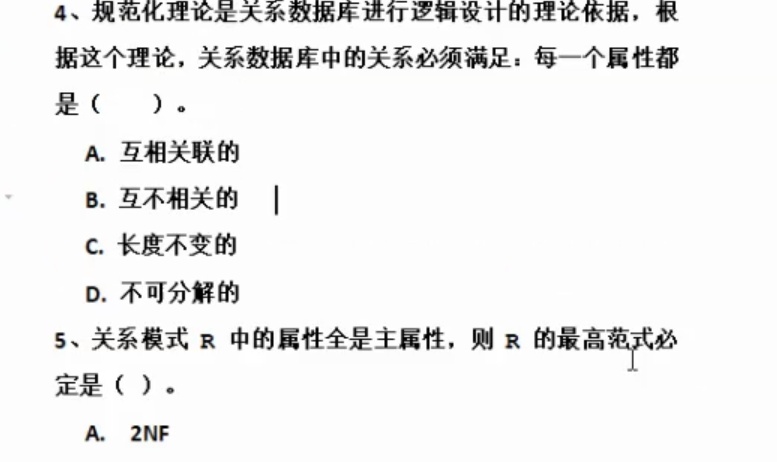 4、规范化理论是关系数据库进行逻辑设计的理论依据，根
据这个理论，关系数据库中的关系必须满足：每一个属性都
是（　　）。
A. 互相关联的
B. 互不相关的
C. 长度不变的
D. 不可分解的
5、关系模式 R 中的属性全是主属性，则 R 的最高范式必
定是（ ）。
A. 2NF